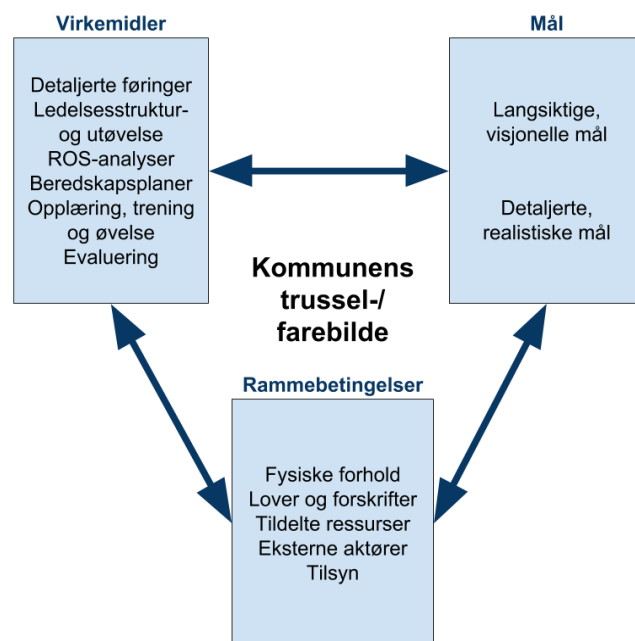 Virkemidler
Detaljerte føringer
Ledelsesstruktur-
og utøvelse
ROS-analyser
Beredskapsplaner
Opplæring, trening
og øvelse
Evaluering
Mål
Langsiktige,
visjonelle mål
Detaljerte,
realistiske mål
Kommunens
trussel-/
farebilde
Rammebetingelser
Fysiske forhold
Lover og forskrifter
Tildelte ressurser
Eksterne aktører
Tilsyn